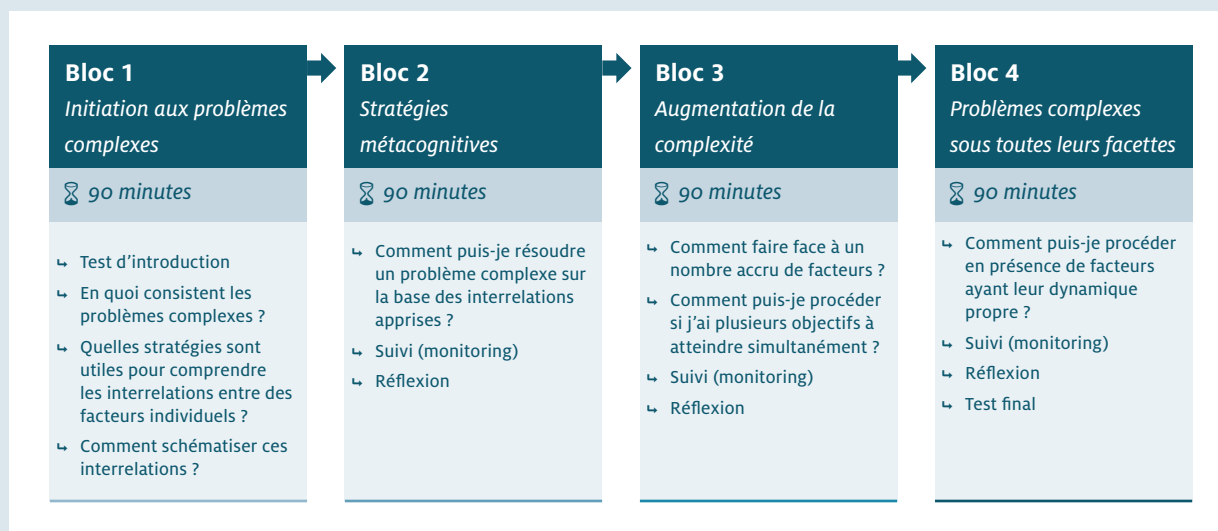 Bloc 1
Initiation aux problèmes
complexes
90 minutes
↳ Test d’introduction
↳ En quoi consistent les
problèmes complexes ?
↳ Quelles stratégies sont
utiles pour comprendre
les interrelations entre des
facteurs individuels ?
↳ Comment schématiser ces
interrelations ?
Bloc 2
Stratégies
métacognitives
90 minutes
↳ Comment puis-je résoudre
un problème complexe sur
la base des interrelations
apprises ?
↳ Suivi (monitoring)
↳ Réflexion
Bloc 3
Augmentation de la
complexité
90 minutes
↳ Comment faire face à un
nombre accru de facteurs ?
↳ Comment puis-je procéder
si j’ai plusieurs objectifs à
atteindre simultanément ?
↳ Suivi (monitoring)
↳ Réflexion
Bloc 4
Problèmes complexes
sous toutes leurs facettes
90 minutes
↳ Comment puis-je procéder
en présence de facteurs
ayant leur dynamique
propre ?
↳ Suivi (monitoring)
↳ Réflexion
↳ Test final